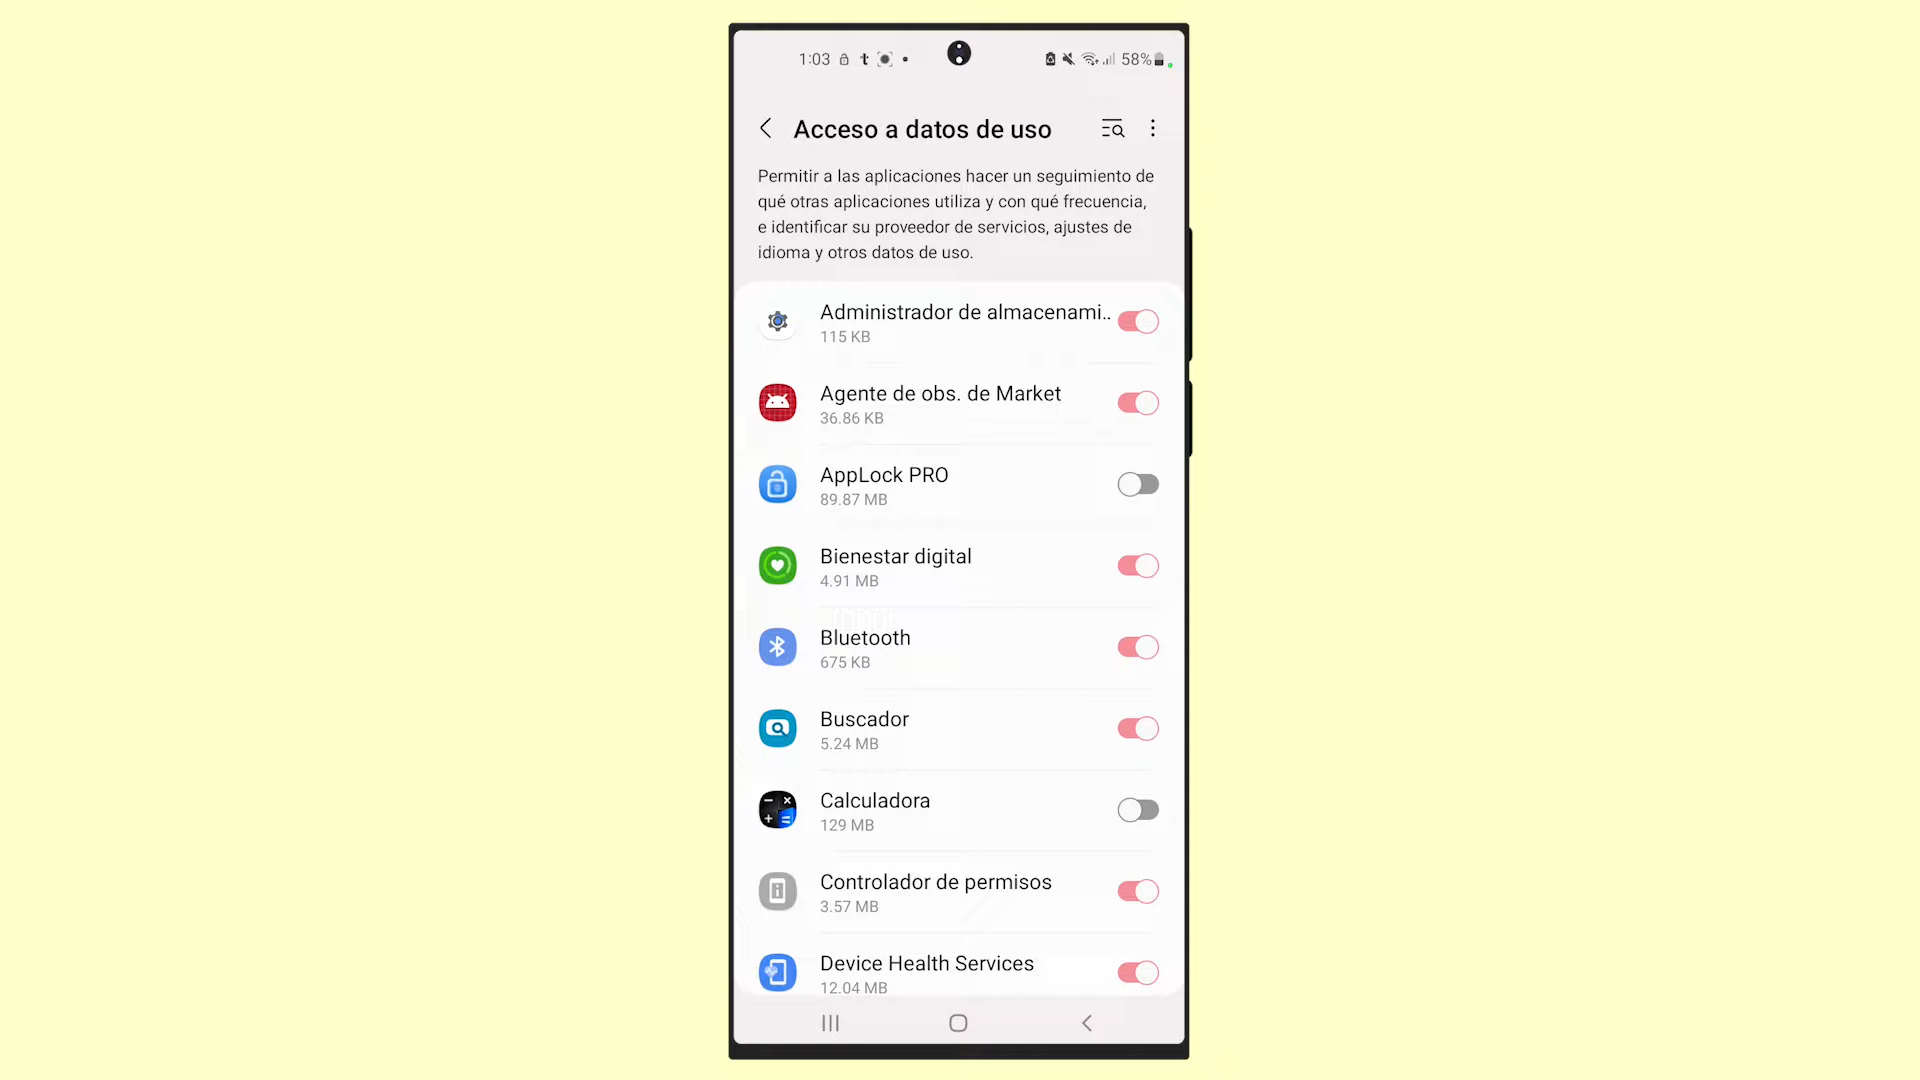 1:03
58%
Acceso a datos de uso
Permitir a las aplicaciones hacer un seguimiento de
qué otras aplicaciones utiliza y con qué frecuencia,
e identificar su proveedor de servicios, ajustes de
idioma y otros datos de uso.
Administrador de almacenami..
115 KB
Agente de obs. de Market
36.86 KB
AppLock PRO
89.87 MB
Bienestar digital
4.91 MB
Bluetooth
675 KB
Buscador
5.24 MB
Calculadora
129 MB
Controlador de permisos
3.57 MB
Device Health Services
12.04 MB